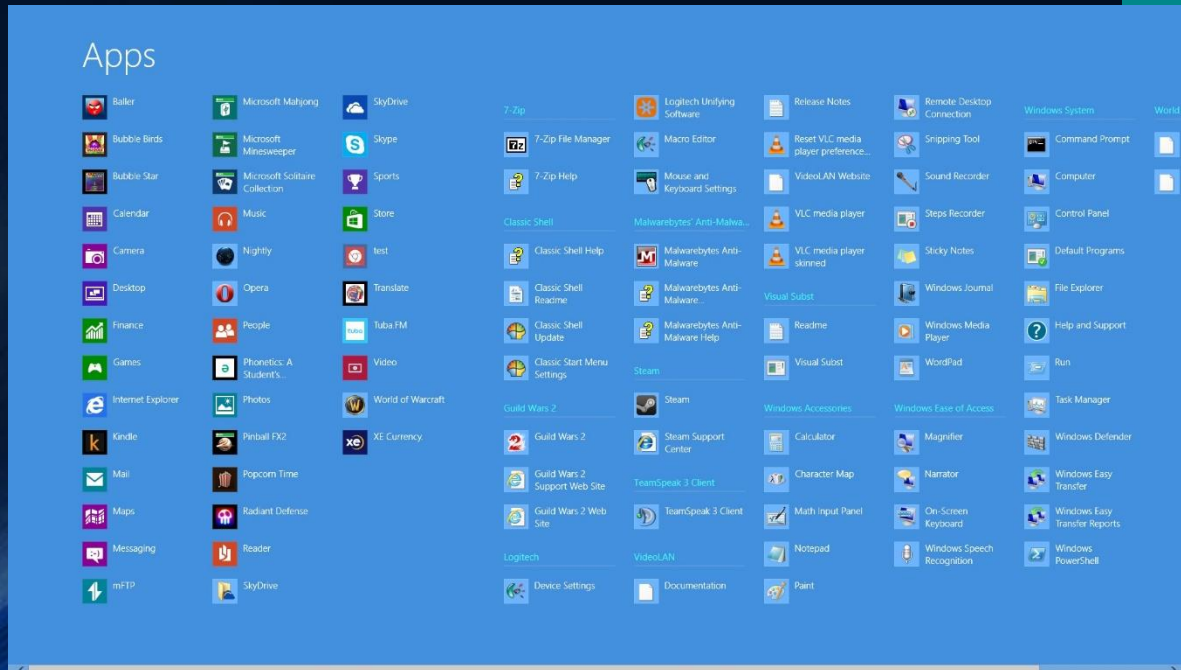 Apps
Baller
Bubble Birds
Bubble Star
Calendar
Camera
Desktop
Finance
Games
Internet Explorer
Kindle
Mail
Maps
Messaging
mFTP
Microsoft Mahjong
Microsoft
Minesweeper
Microsoft Solitaire
Collection
Music
Nightly
Opera
People
Phonetics: A
Student's...
Photos
Pinball FX2
Popcorn Time
Radiant Defense
Reader
SkyDrive
SkyDrive
Skype
Sports
Store
test
Translate
Tuba.FM
Video
World of Warcraft
XE Currency
7-Zip
7-Zip File Manager
7-Zip Help
Classic Shell
Classic Shell Help
Classic Shell
Readme
Classic Shell
Update
Classic Start Menu
Settings
Guild Wars 2
Guild Wars 2
Guild Wars 2
Support Web Site
Guild Wars 2 Web
Site
Logitech
Device Settings
Logitech Unifying
Software
Macro Editor
Mouse and
Keyboard Settings
Malwarebytes' Anti-Malwa...
Malwarebytes Anti-
Malware
Malwarebytes Anti-
Malware...
Malwarebytes Anti-
Malware Help
Steam
Steam
Steam Support
Center
TeamSpeak 3 Client
TeamSpeak 3 Client
VideoLAN
Documentation
Release Notes
Reset VLC media
player preference...
VideoLAN Website
VLC media player
VLC media player
skinned
Visual Subst
Readme
Visual Subst
Windows Accessories
Calculator
Character Map
Math Input Panel
Notepad
Paint
Remote Desktop
Connection
Snipping Tool
Sound Recorder
Steps Recorder
Sticky Notes
Windows Journal
Windows Media
Player
WordPad
Windows Ease of Access
Magnifier
Narrator
On-Screen
Keyboard
Windows Speech
Recognition
Windows System
Command Prompt
Computer
Control Panel
Default Programs
File Explorer
Help and Support
Run
Task Manager
Windows Defender
Windows Easy
Transfer
Windows Easy
Transfer Reports
Windows
PowerShell
World